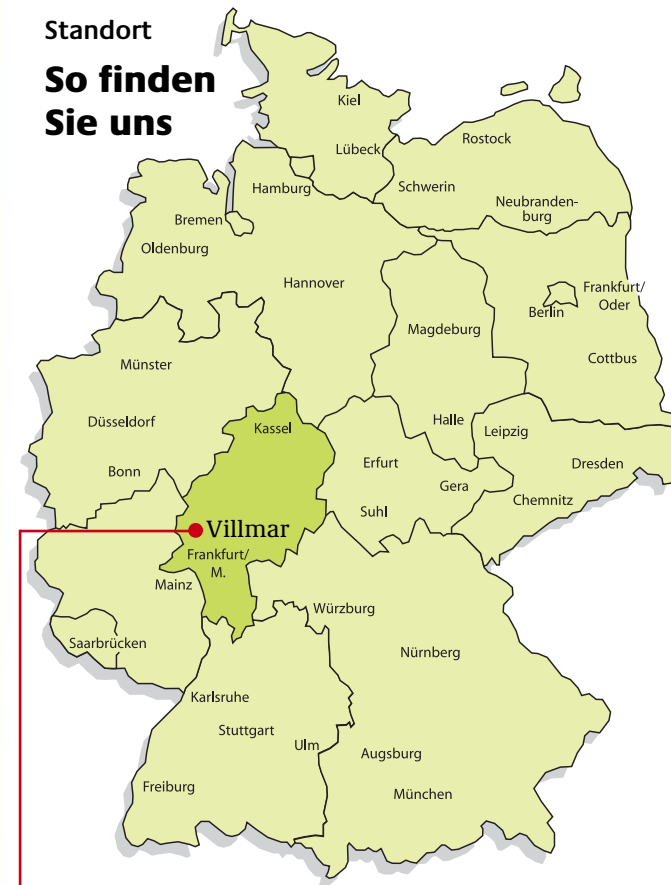 Standort
So finden
Sie uns
Kiel
Lübeck
Rostock
Hamburg
Schwerin
Neubranden-
burg
Bremen
Oldenburg
Hannover
Frankfurt/
Oder
Berlin
Magdeburg
Cottbus
Münster
Düsseldorf
Kassel
Halle
Leipzig
Bonn
Erfurt
Dresden
Gera
Chemnitz
Suhl
Villmar
Frankfurt/
M.
Mainz
Würzburg
Saarbrücken
Nürnberg
Karlsruhe
Stuttgart
Ulm
Augsburg
Freiburg
München